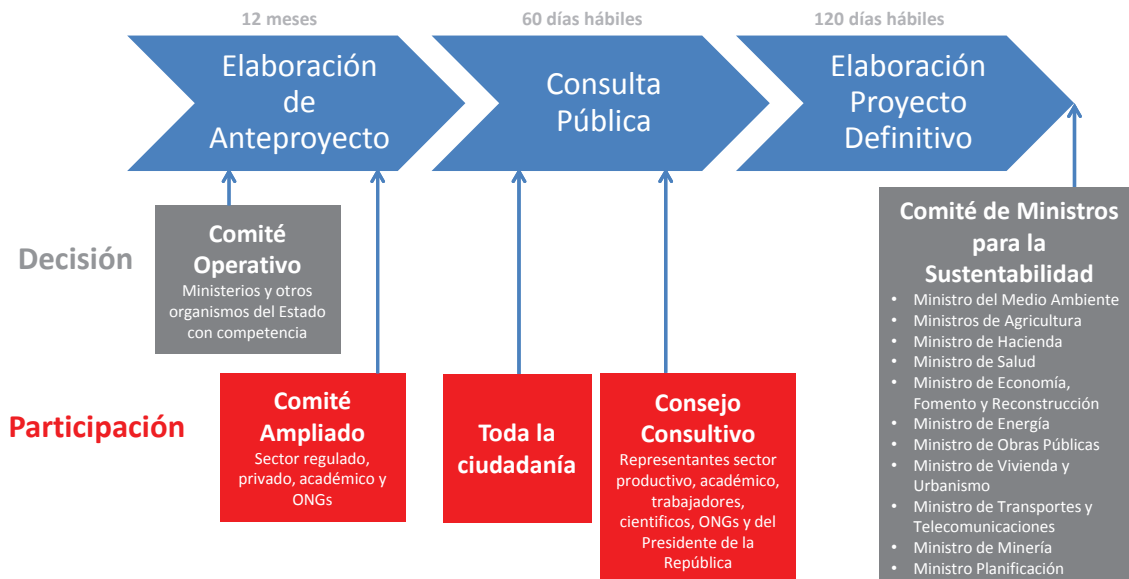 12 meses
60 días hábiles
120 días hábiles
Elaboración
de
Anteproyecto
Consulta
Pública
Elaboración
Proyecto
Definitivo
Decisión
Comité
Operativo
Ministerios y otros
organismos del Estado
con competencia
Comité de Ministros
para la
Sustentabilidad
• Ministro del Medio Ambiente
• Ministros de Agricultura
• Ministro de Hacienda
• Ministro de Salud
• Ministro de Economía,
Fomento y Reconstrucción
• Ministro de Energía
• Ministro de Obras Públicas
• Ministro de Vivienda y
Urbanismo
• Ministro de Transportes y
Telecomunicaciones
• Ministro de Minería
• Ministro Planificación
Participación
Comité
Ampliado
Sector regulado,
privado, académico y
ONGs
Toda la
ciudadanía
Consejo
Consultivo
Representantes sector
productivo, académico,
trabajadores,
cientificos, ONGs y del
Presidente de la
República